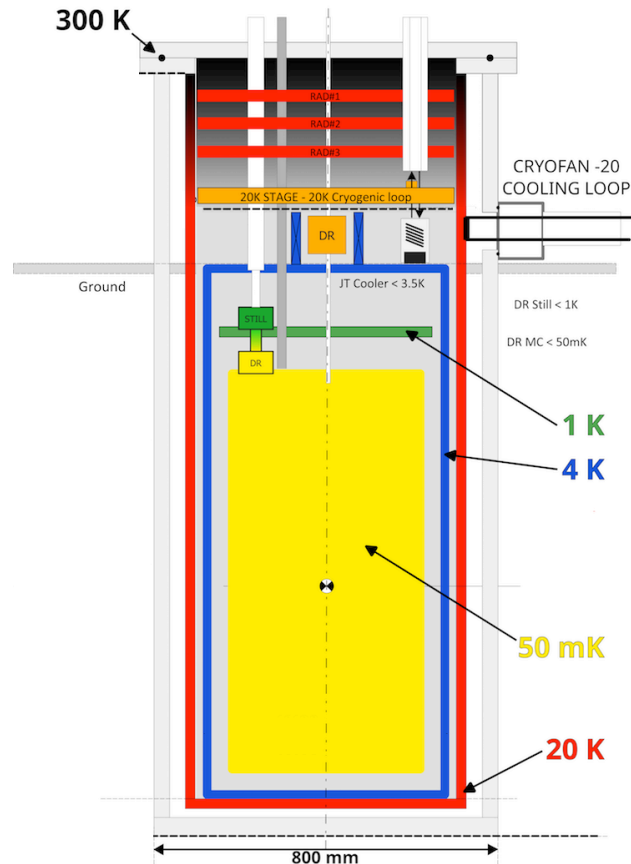 300 K
RAD#1
RAD#2
RAD#3
CRYOFAN -20
COOLING LOOP
20K STAGE - 20K Cryogenic loop
DR
JT Cooler < 3.5K
Ground
DR Still < 1K
STILL
DR MC < 50mK
DR
1 K
4 K
50 mK
20 K
800 mm